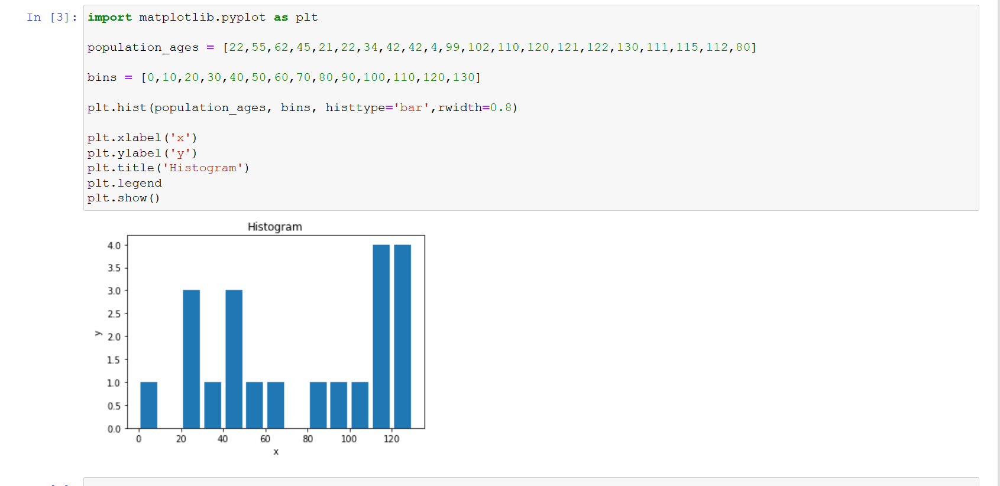 In [3]: import matplotlib.pyplot as plt
population_ages = [22,55,62,45,21,22,34,42,42,4,99,102,110,120,121,122,130,111,115,112,80]
bins = [0,10,20,30,40,50,60,70,80,90,100,110,120,130]
plt.hist(population_ages, bins, histtype='bar',rwidth=0.8)
plt.xlabel('x')
plt.ylabel('y')
plt.title('Histogram')
plt.legend
plt.show()
Histogram
4.0
3.5
3.0
2.5
y
2.0
1.5
1.0
0.5
0.0
0 20 40 60 80 100 120
x